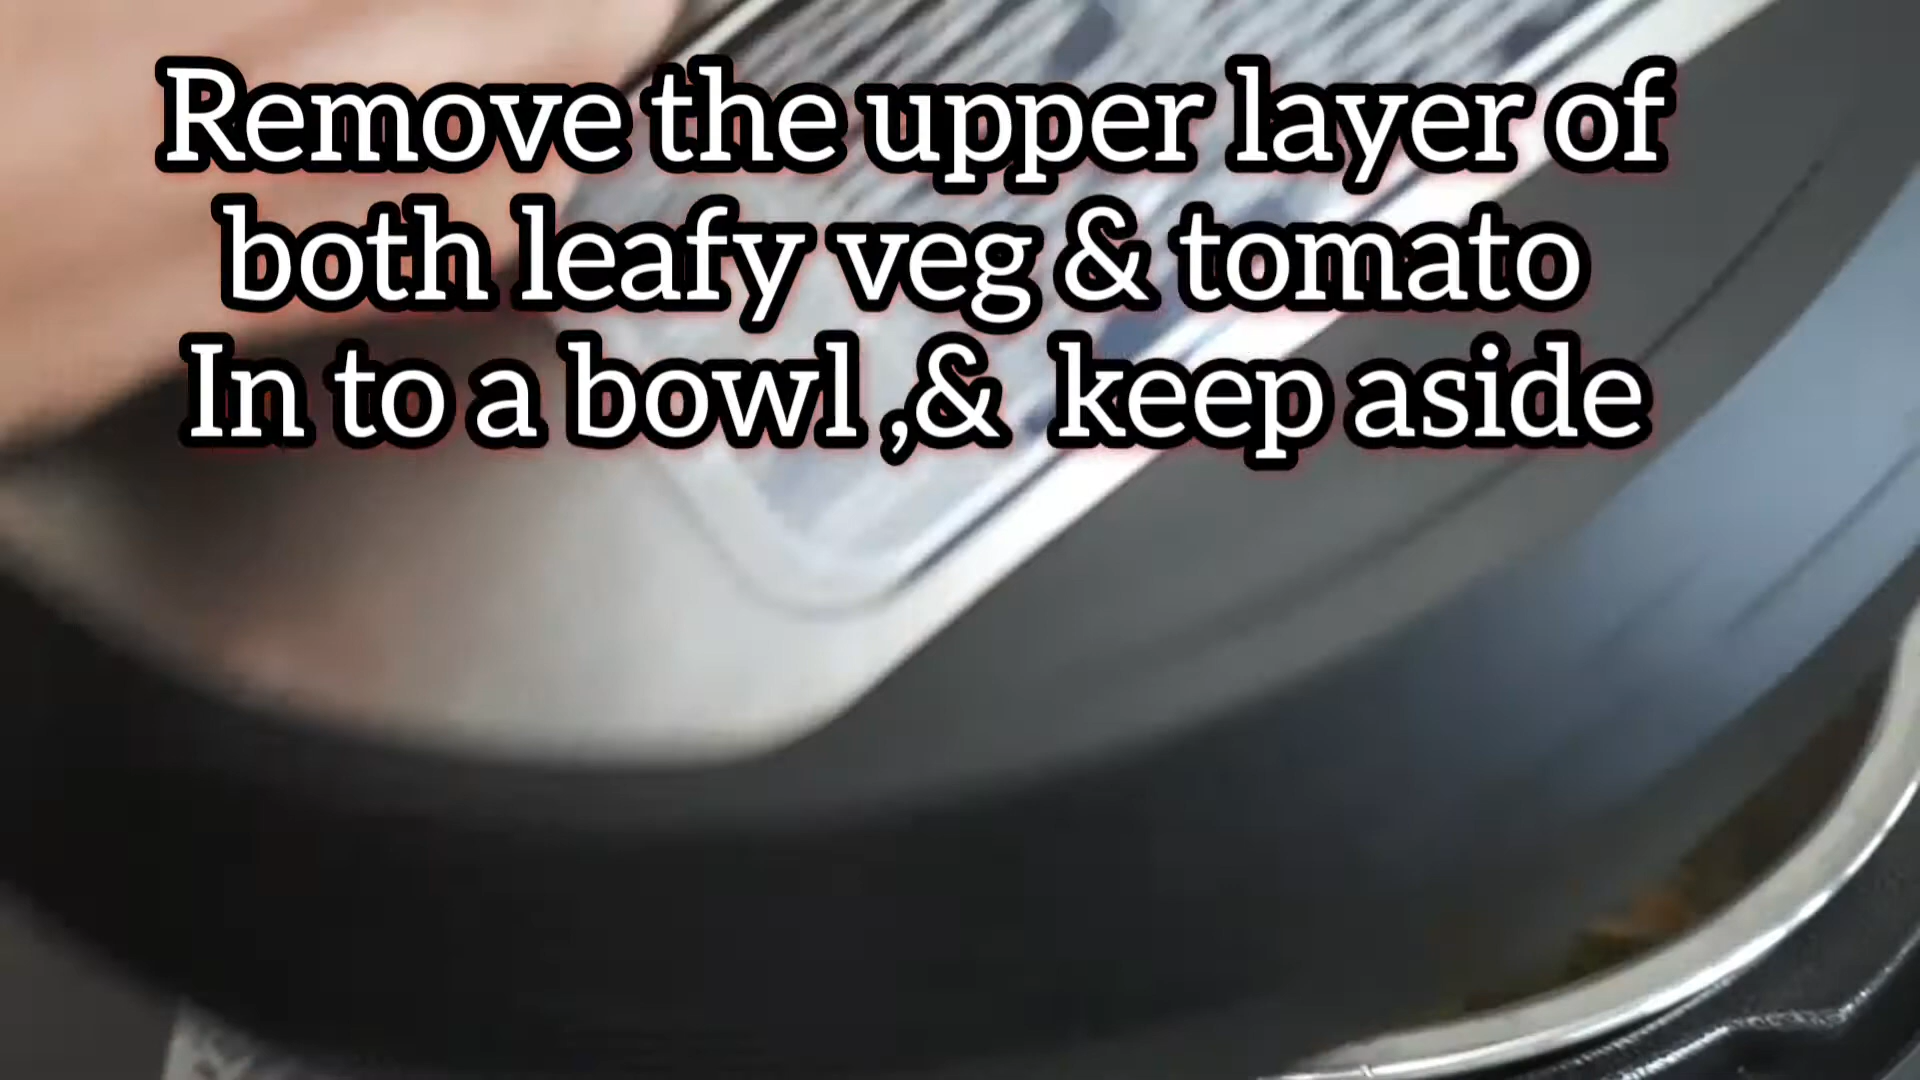 Remove the upper layer of
both leafy veg & tomato
In to a bowl ,& keep aside